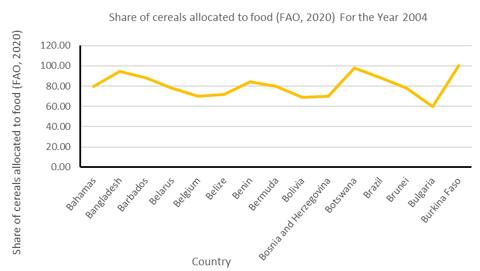 Share of cereals allocated to food (FAO, 2020) For the Year 2004
Share of cereals allocated to food (FAO, 2020)
120.00
100.00
80.00
60.00
40.00
20.00
0.00
Bahamas
Bangladesh
Barbados
Belarus
Belgium
Belize
Benin
Bermuda
Bolivia
Bosnia and Herzegovina
Botswana
Brazil
Brunei
Bulgaria
Burkina Faso
Country